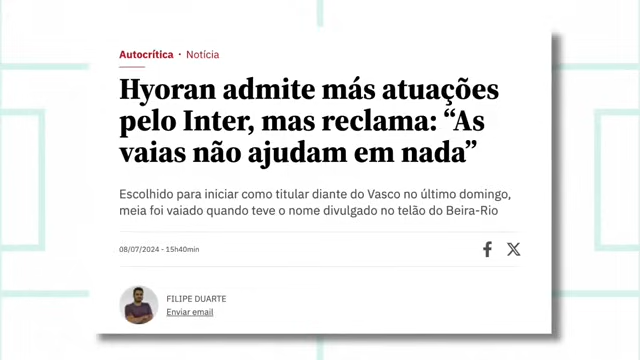 Autocrítica • Notícia
Hyoran admite más atuações
pelo Inter, mas reclama: “As
vaias não ajudam em nada”
Escolhido para iniciar como titular diante do Vasco no último domingo,
meia foi vaiado quando teve o nome divulgado no telão do Beira-Rio
08/07/2024 - 15h40min
FILIPE DUARTE
Enviar email